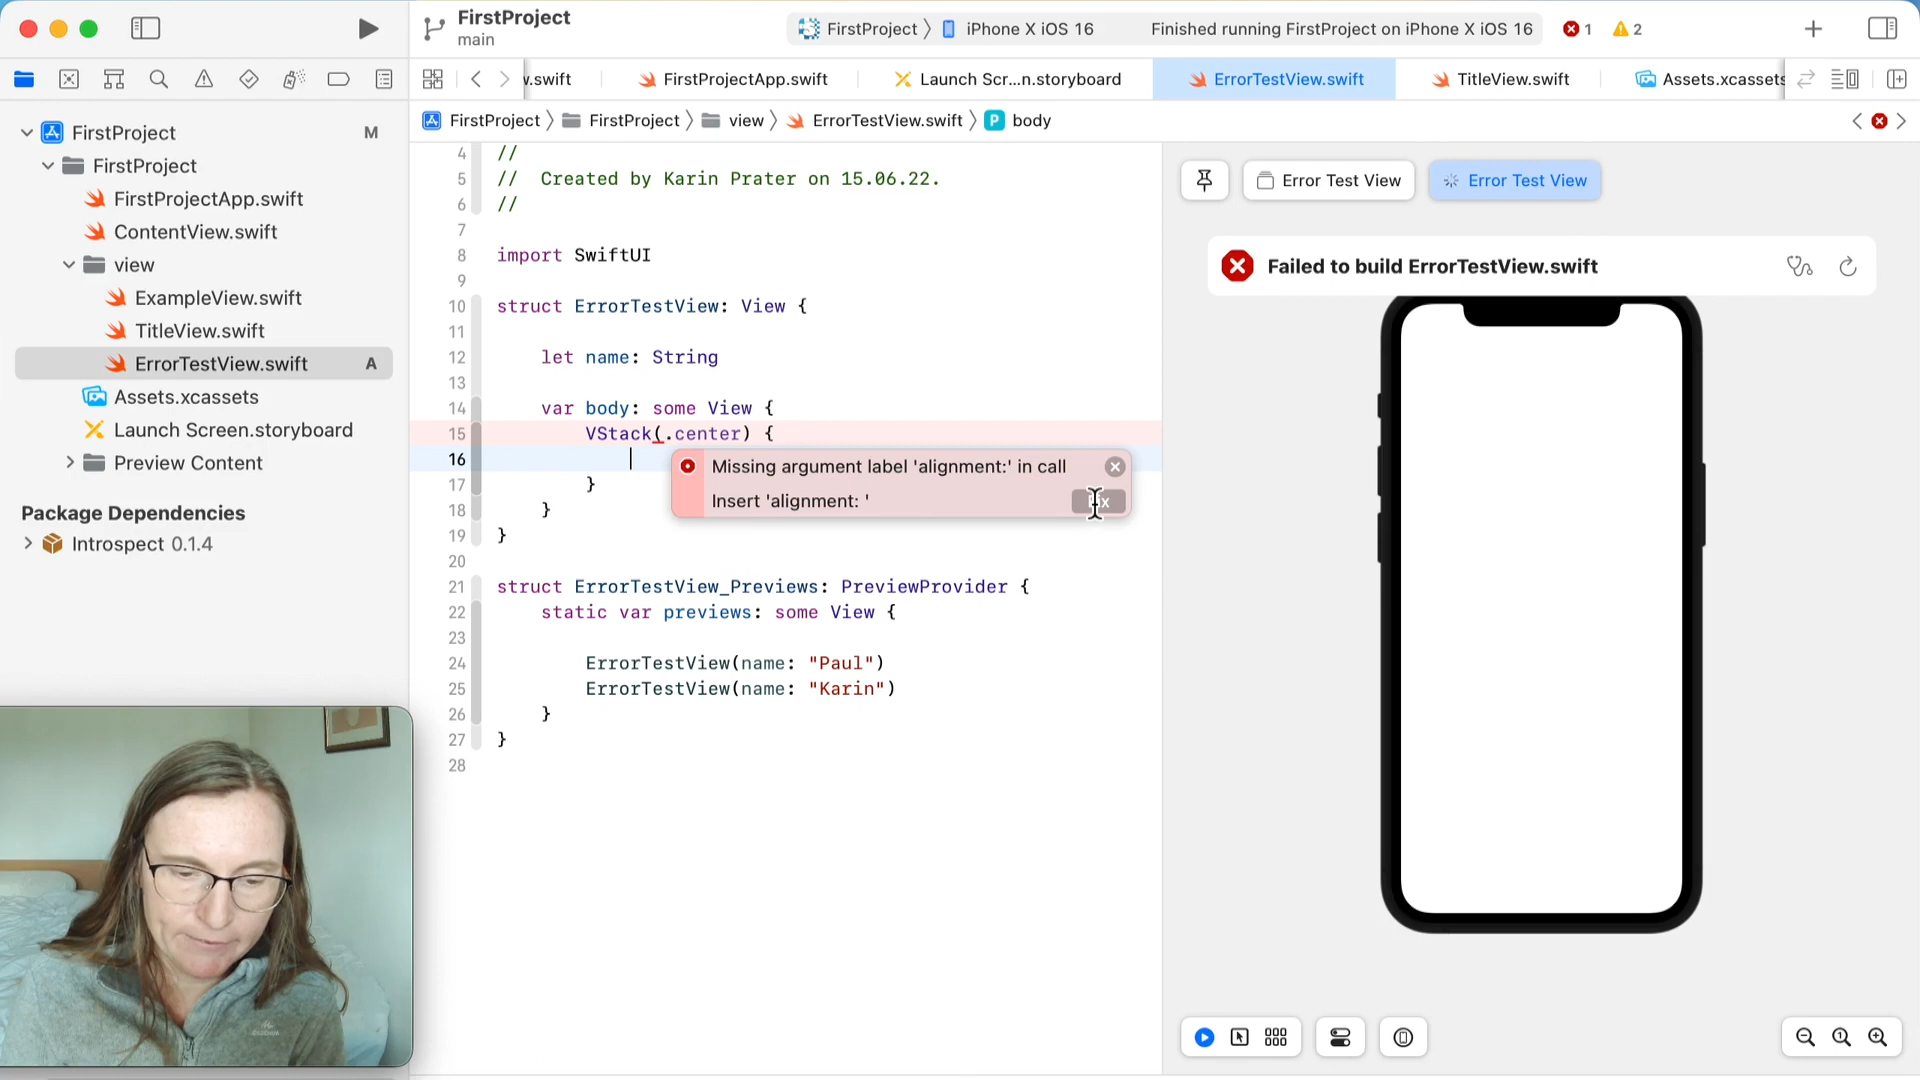 FirstProject
main
FirstProject
iPhone X iOS 16
Finished running FirstProject on iPhone X iOS 16
1
2
.swift
FirstProjectApp.swift
Launch Scr...n.storyboard
ErrorTestView.swift
TitleView.swift
Assets.xcassets
FirstProject
FirstProject
view
ErrorTestView.swift
P
body
FirstProject
M
FirstProject
FirstProjectApp.swift
ContentView.swift
view
ExampleView.swift
TitleView.swift
ErrorTestView.swift
A
Assets.xcassets
Launch Screen.storyboard
Preview Content
Package Dependencies
Introspect 0.1.4
4 //
5 //  Created by Karin Prater on 15.06.22.
6 //
7
8 import SwiftUI
9
10 struct ErrorTestView: View {
11
12     let name: String
13
14     var body: some View {
15         VStack(.center) {
16
17         }
18     }
19 }
20
21 struct ErrorTestView_Previews: PreviewProvider {
22     static var previews: some View {
23
24         ErrorTestView(name: "Paul")
25         ErrorTestView(name: "Karin")
26     }
27 }
28
Missing argument label 'alignment:' in call
Insert 'alignment: '
Error Test View
Error Test View
Failed to build ErrorTestView.swift